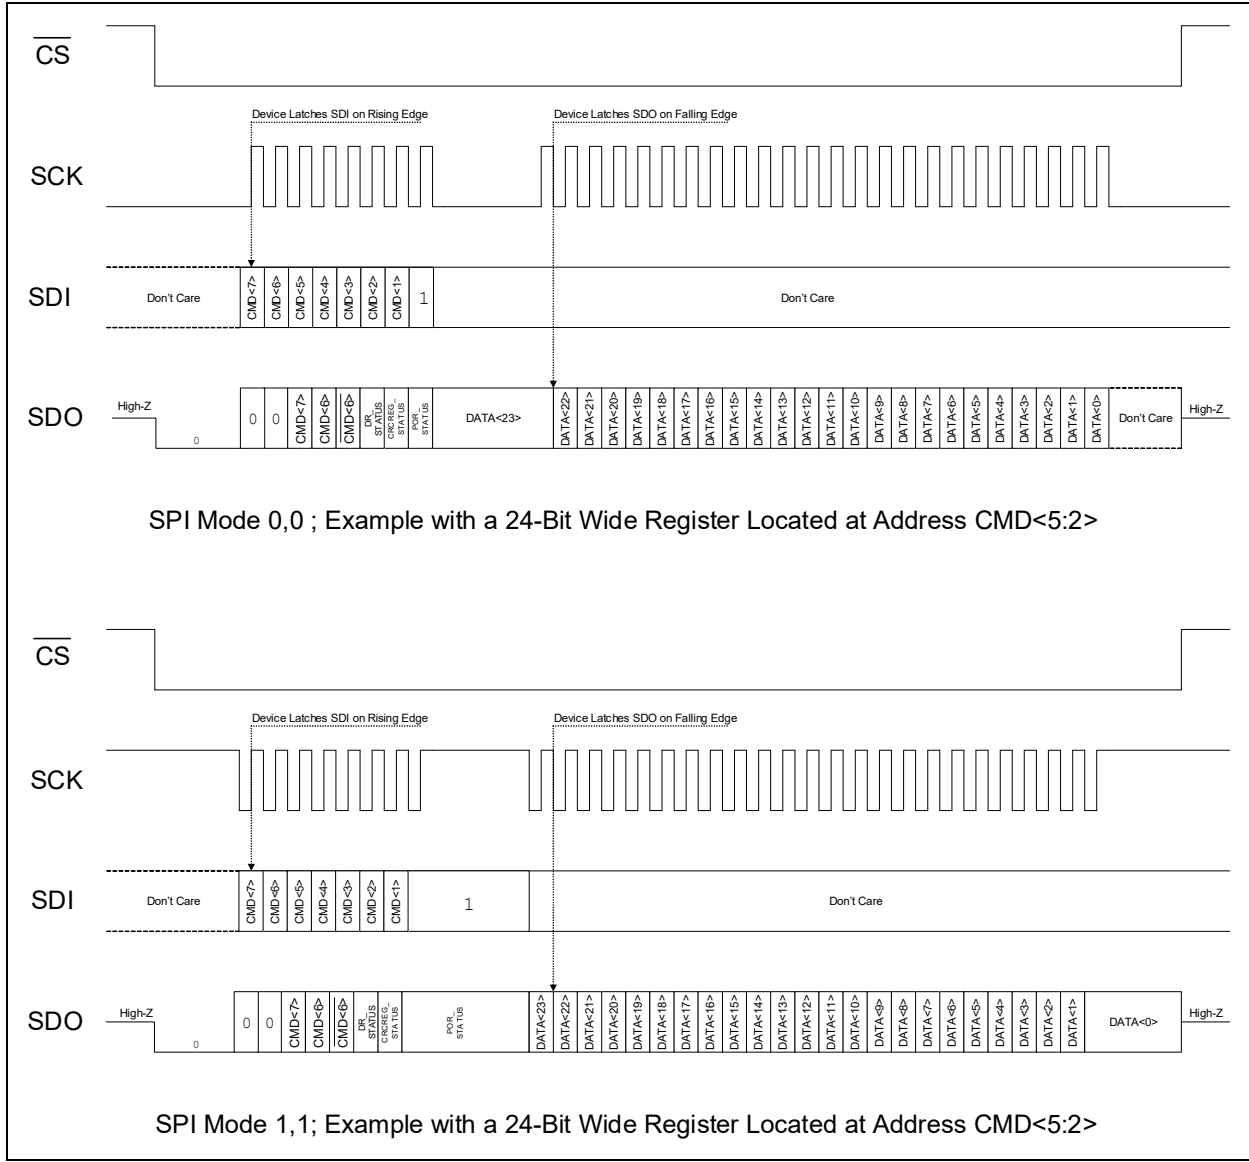 CS
Device Latches SDI on Rising Edge
Device Latches SDO on Falling Edge
SCK
SDI
Don't Care
CMD<7>
CMD<6>
CMD<5>
CMD<4>
CMD<3>
CMD<2>
CMD<1>
1
Don't Care
SDO
High-Z
0
0
0
CMD<7>
CMD<6>
CMD<6>
DR_
STATUS
CRCREG_
STATUS
POR_
STATUS
DATA<23>
DATA<22>
DATA<21>
DATA<20>
DATA<19>
DATA<18>
DATA<17>
DATA<16>
DATA<15>
DATA<14>
DATA<13>
DATA<12>
DATA<11>
DATA<10>
DATA<9>
DATA<8>
DATA<7>
DATA<6>
DATA<5>
DATA<4>
DATA<3>
DATA<2>
DATA<1>
DATA<0>
Don't Care
High-Z
SPI Mode 0,0 ; Example with a 24-Bit Wide Register Located at Address CMD<5:2>
CS
Device Latches SDI on Rising Edge
Device Latches SDO on Falling Edge
SCK
SDI
Don't Care
CMD<7>
CMD<6>
CMD<5>
CMD<4>
CMD<3>
CMD<2>
CMD<1>
1
Don't Care
SDO
High-Z
0
0
0
CMD<7>
CMD<6>
CMD<6>
DR_
STATUS
CRCREG_
STATUS
POR_
STATUS
DATA<23>
DATA<22>
DATA<21>
DATA<20>
DATA<19>
DATA<18>
DATA<17>
DATA<16>
DATA<15>
DATA<14>
DATA<13>
DATA<12>
DATA<11>
DATA<10>
DATA<9>
DATA<8>
DATA<7>
DATA<6>
DATA<5>
DATA<4>
DATA<3>
DATA<2>
DATA<1>
DATA<0>
High-Z
SPI Mode 1,1; Example with a 24-Bit Wide Register Located at Address CMD<5:2>